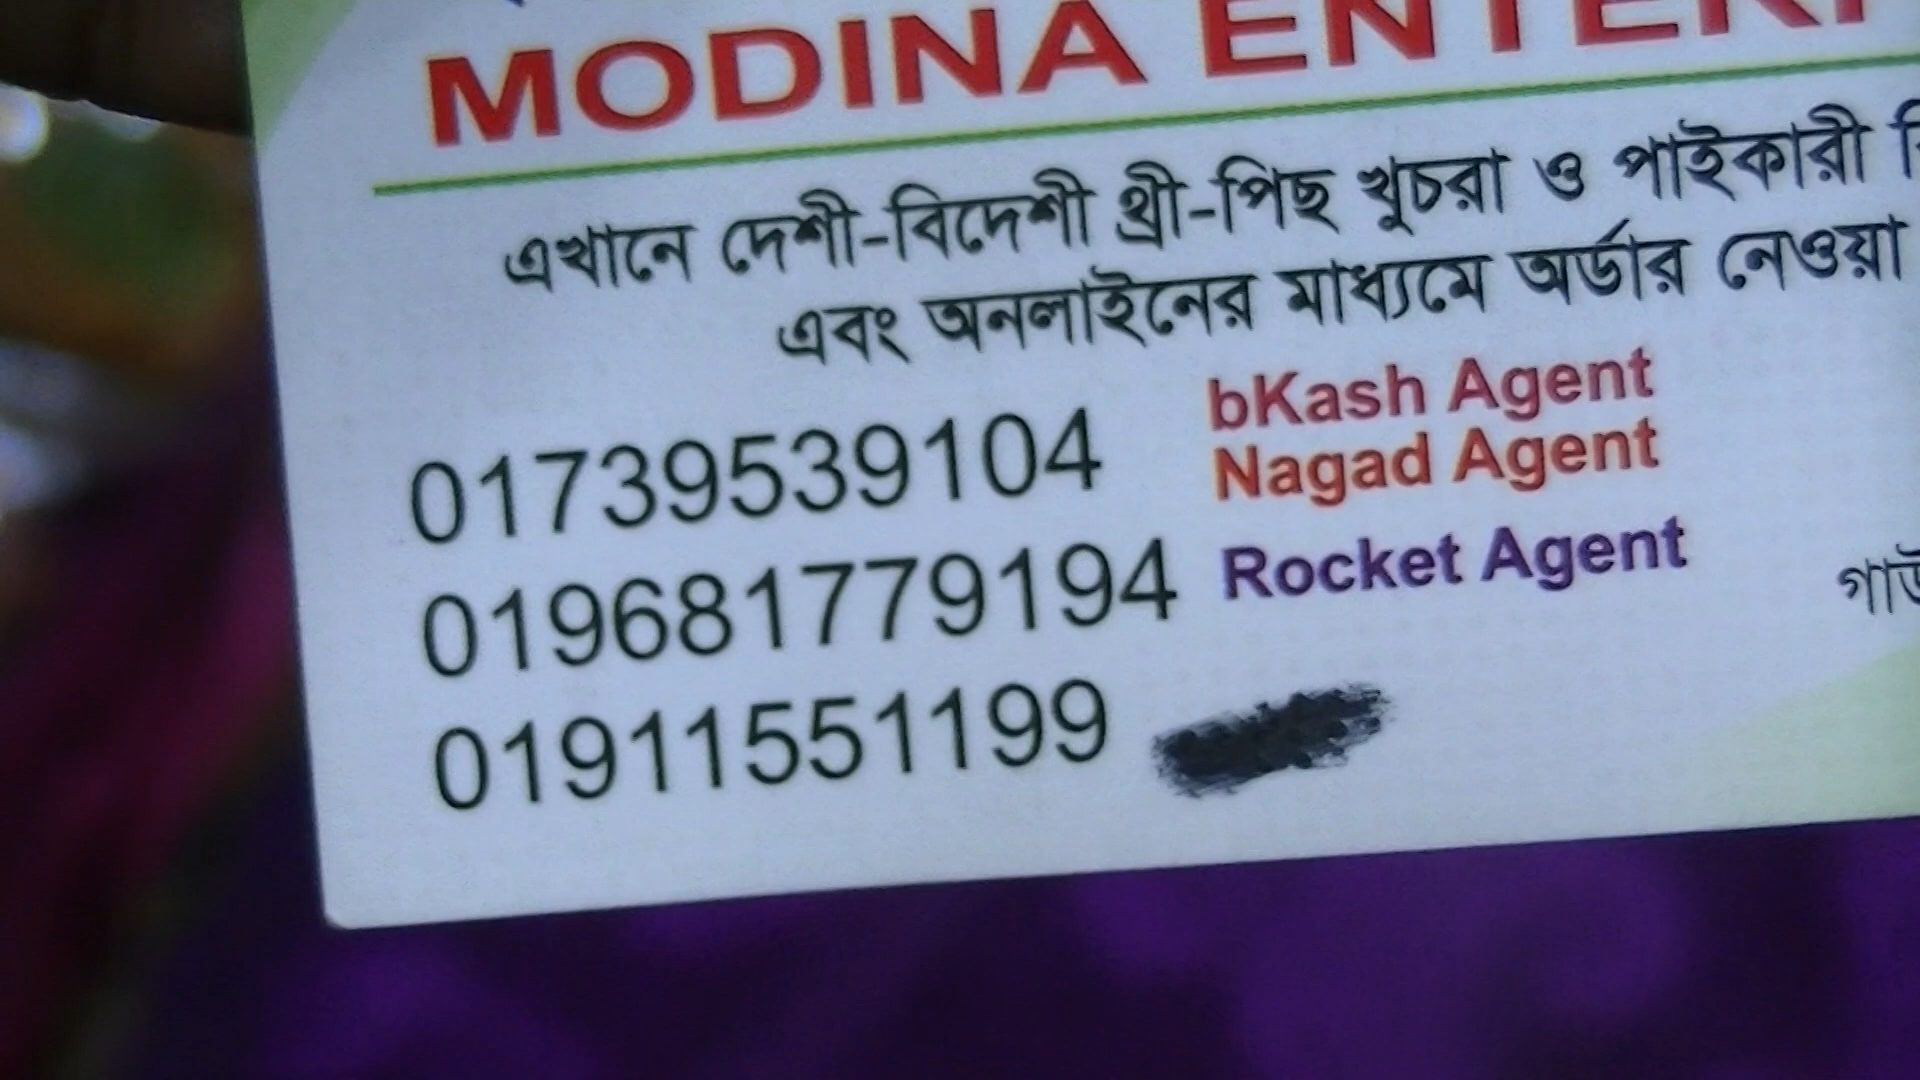 MODINA
এখানে দেশী-বিদেশী থ্রী-পিছ খুচরা ও পাইকারী
এবং অনলাইনের মাধ্যমে অর্ডার নেওয়া
bKash Agent
01739539104
Nagad Agent
019681779194 Rocket Agent
01911551199